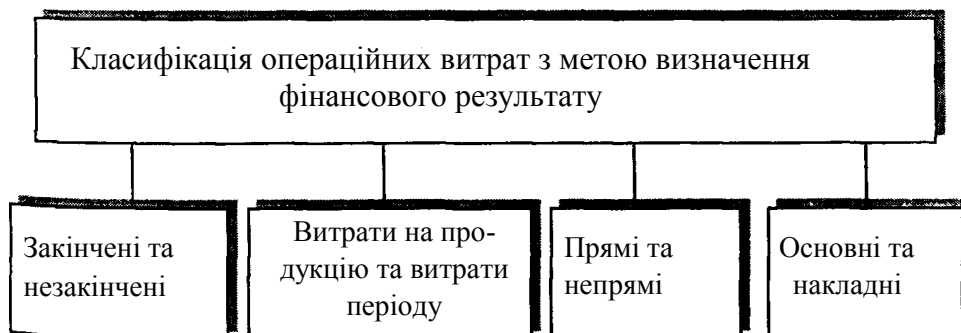 Класифікація операційних витрат з метою визначення
фінансового результату
Закінчені та
незакінчені
Витрати на про-
дукцію та витрати
періоду
Прямі та
непрямі
Основні та
накладні